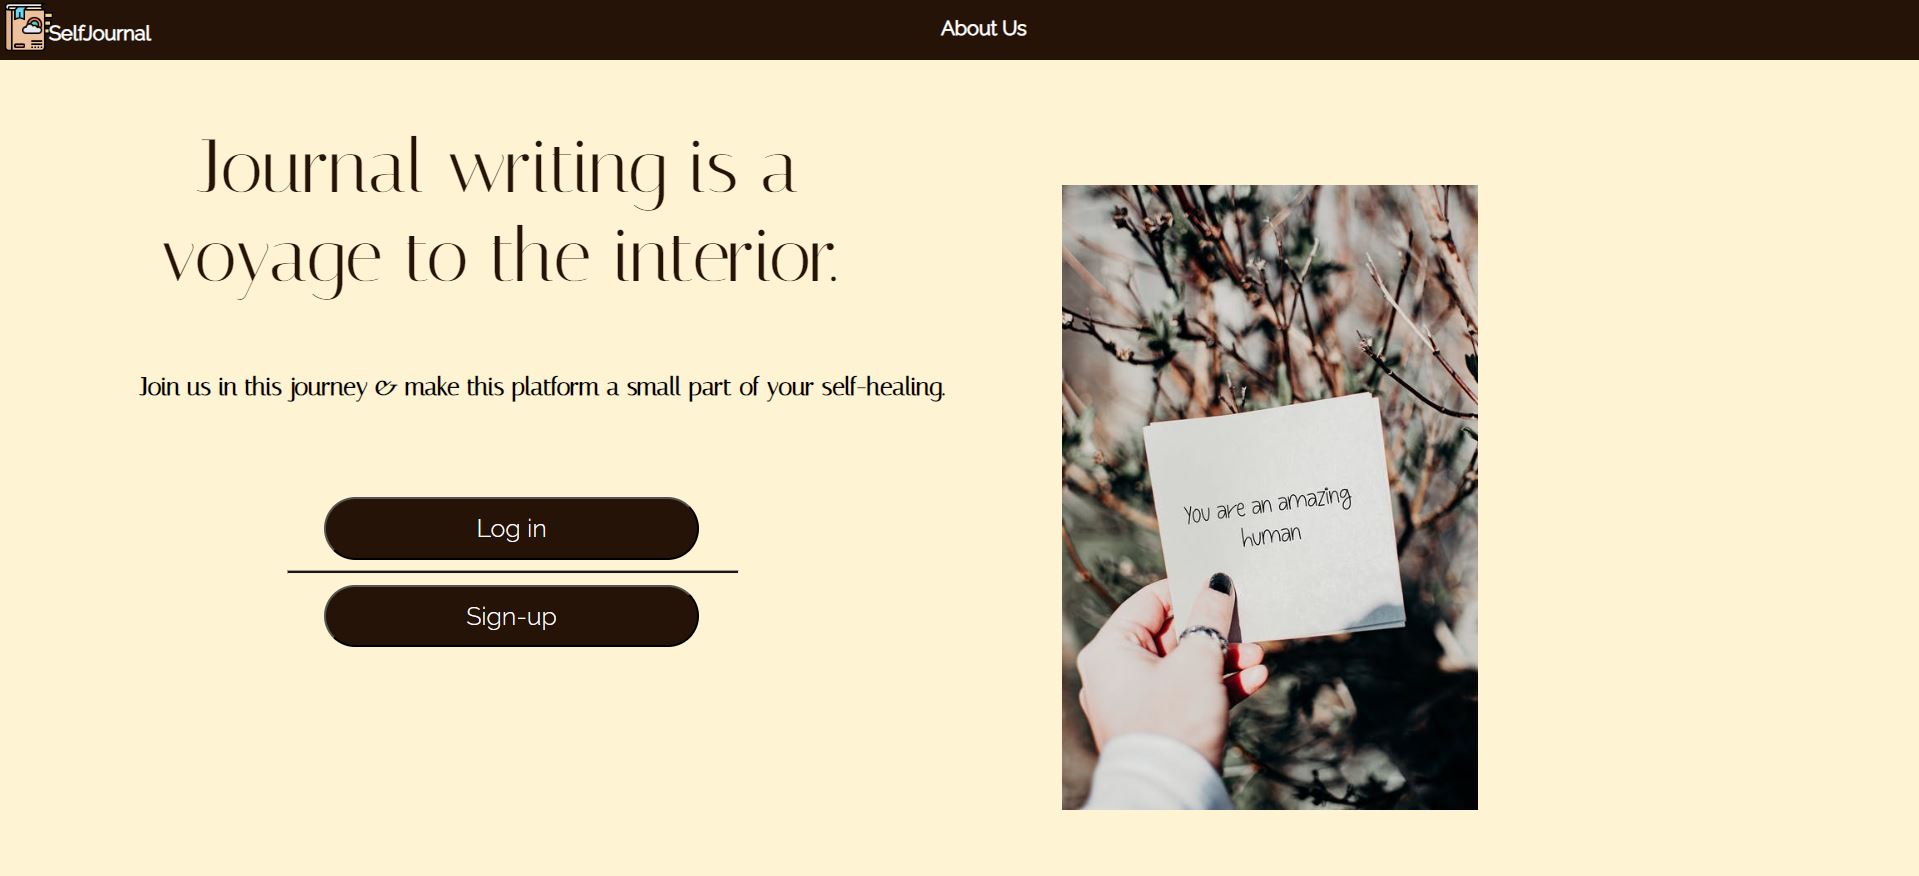 SelfJournal
About Us
Journal writing is a
voyage to the interior.
Join us in this journey & make this platform a small part of your self-healing.
Log in
Sign-up
You are an amazing
human